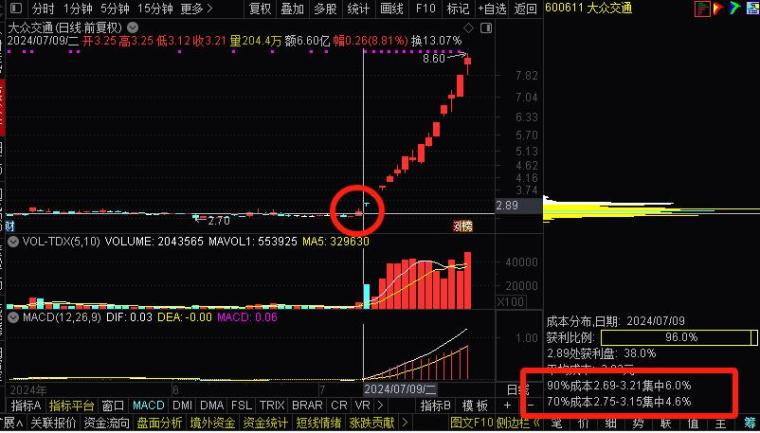 分时 1分钟 5分钟 15分钟 更多 复权 叠加 多股 统计 画线 F10 标记 +自选 返回 600611 大众交通
大众交通(日线.前复权)
2024/07/09/二 开3.25 高3.25 低3.12 收3.21 量204.4万 额6.60亿 幅0.26(8.81%) 换13.07%
8.60
7.82
7.04
6.33
5.70
5.13
4.62
4.16
3.74
2.89
2.70
财 涨榜
VOL-TDX(5,10) VOLUME: 2043565 MAVOL1: 553925 MA5: 329630
40000
20000
X100
MACD(12,26,9) DIF: 0.03 DEA: -0.00 MACD: 0.06
1.00
成本分布,日期: 2024/07/09
获利比例: 96.0%
2.89处获利盘: 38.0%
90%成本2.69-3.21集中6.0%
70%成本2.75-3.15集中4.6%
2024年 6 7 2024/07/09/二 日线
指标A 指标平台 窗口 MACD DMI DMA FSL TRIX BRAR CR VR 指标B 模板 + -
扩展∧ 关联报价 资金流向 盘面分析 境外资金 资金统计 短线情绪 涨跌贡献 图文F10 侧边栏 笔 价 细 势 联 值 主 筹